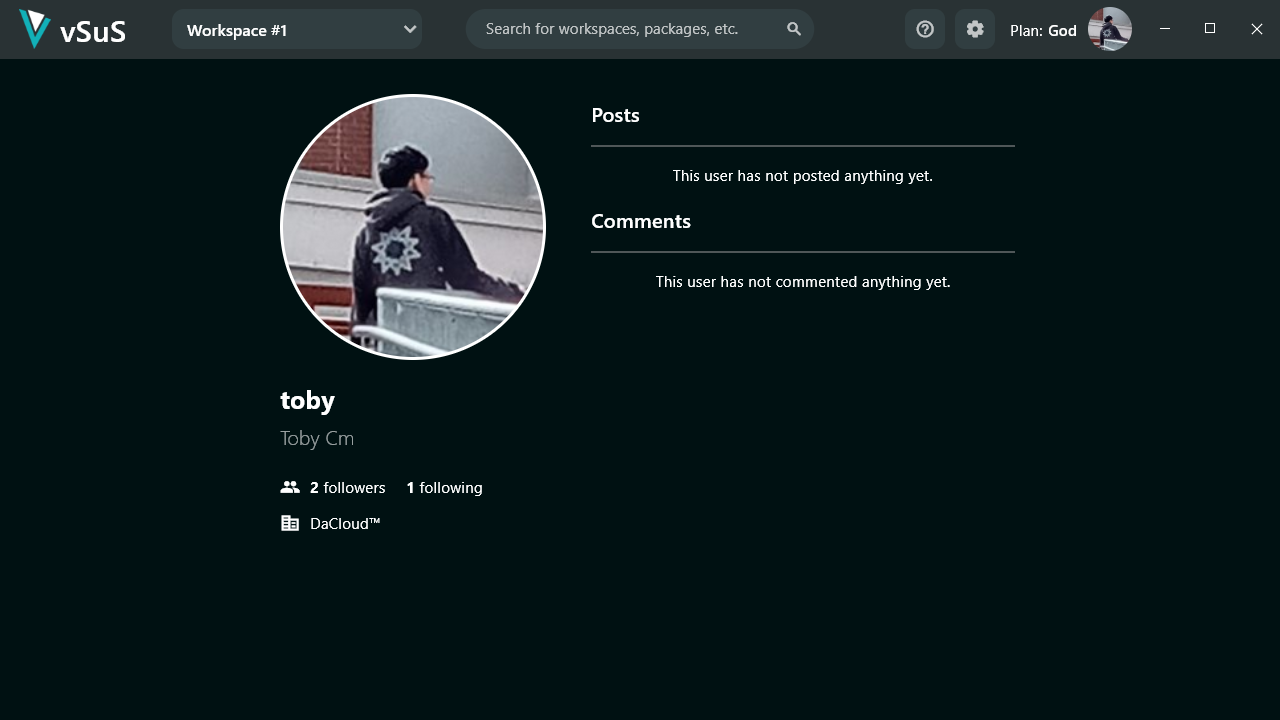 vSuS
Workspace #1
Search for workspaces, packages, etc.
Plan: God
Posts
This user has not posted anything yet.
Comments
This user has not commented anything yet.
toby
Toby Cm
2 followers 1 following
DaCloud™